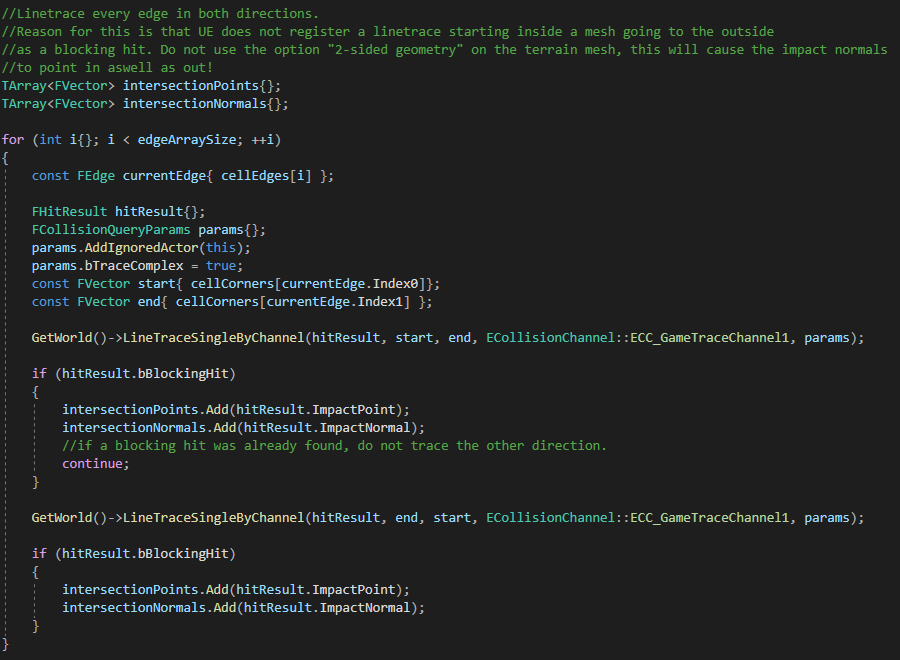 //Linetrace every edge in both directions.
//Reason for this is that UE does not register a linetrace starting inside a mesh going to the outside
//as a blocking hit. Do not use the option "2-sided geometry" on the terrain mesh, this will cause the impact normals
//to point in aswell as out!
TArray<FVector> intersectionPoints{};
TArray<FVector> intersectionNormals{};

for (int i{}; i < edgeArraySize; ++i)
{
    const FEdge currentEdge{ cellEdges[i] };

    FHitResult hitResult{};
    FCollisionQueryParams params{};
    params.AddIgnoredActor(this);
    params.bTraceComplex = true;
    const FVector start{ cellCorners[currentEdge.Index0]};
    const FVector end{ cellCorners[currentEdge.Index1] };

    GetWorld()->LineTraceSingleByChannel(hitResult, start, end, ECollisionChannel::ECC_GameTraceChannel1, params);

    if (hitResult.bBlockingHit)
    {
        intersectionPoints.Add(hitResult.ImpactPoint);
        intersectionNormals.Add(hitResult.ImpactNormal);
        //if a blocking hit was already found, do not trace the other direction.
        continue;
    }

    GetWorld()->LineTraceSingleByChannel(hitResult, end, start, ECollisionChannel::ECC_GameTraceChannel1, params);

    if (hitResult.bBlockingHit)
    {
        intersectionPoints.Add(hitResult.ImpactPoint);
        intersectionNormals.Add(hitResult.ImpactNormal);
    }
}